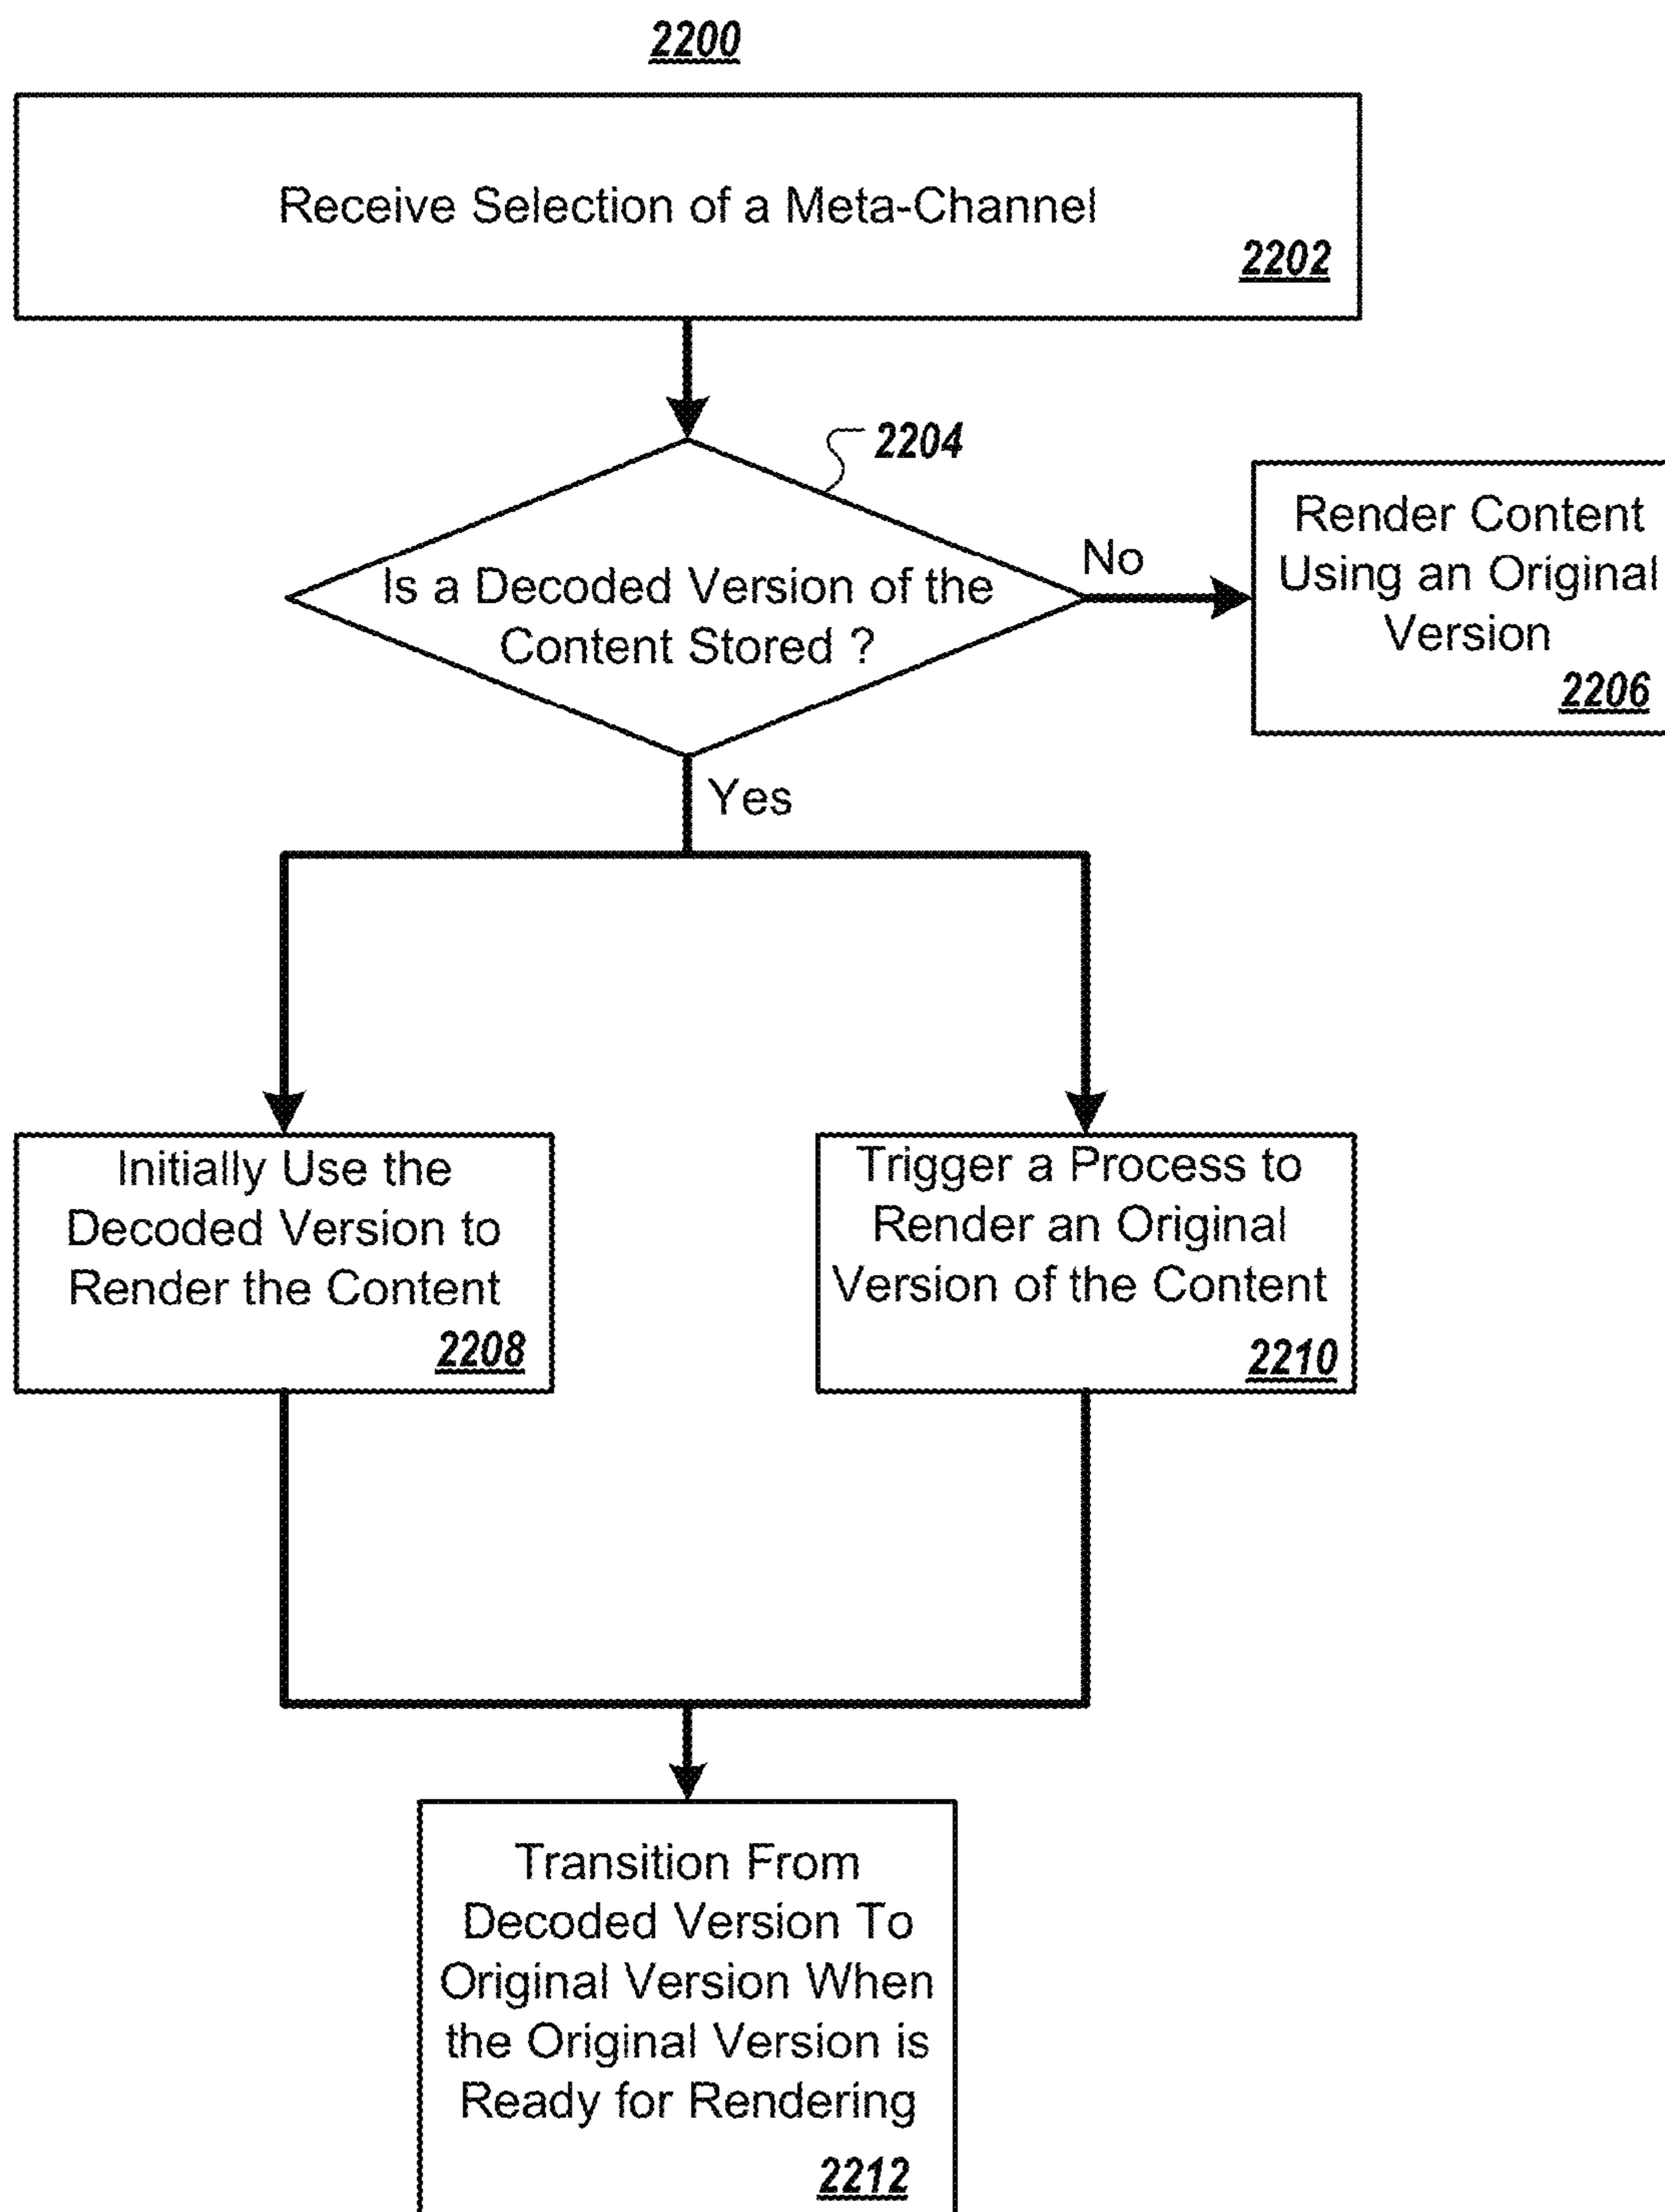 2200
Receive Selection of a Meta-Channel
2202
2204
Is a Decoded Version of the
Content Stored ?
No
Render Content
Using an Original
Version
2206
Yes
Initially Use the
Decoded Version to
Render the Content
2208
Trigger a Process to
Render an Original
Version of the Content
2210
Transition From
Decoded Version To
Original Version When
the Original Version is
Ready for Rendering
2212